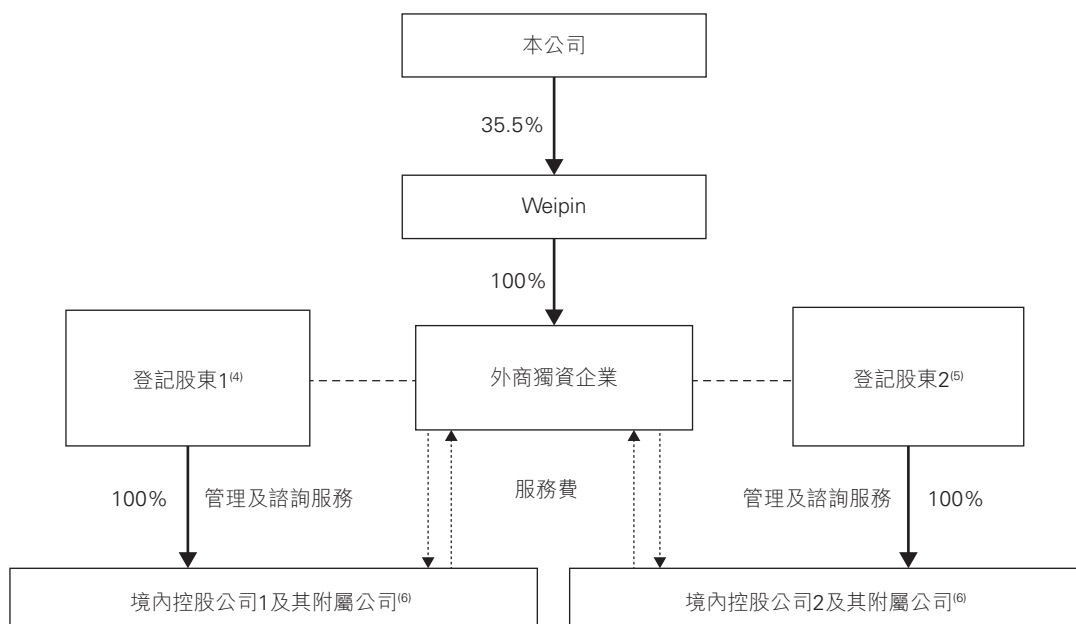 本公司
35.5%
Weipin
100%
登記股東1(4)
外商獨資企業
登記股東2(5)
100%
管理及諮詢服務
服務費
管理及諮詢服務
100%
境內控股公司1及其附屬公司(6)
境內控股公司2及其附屬公司(6)